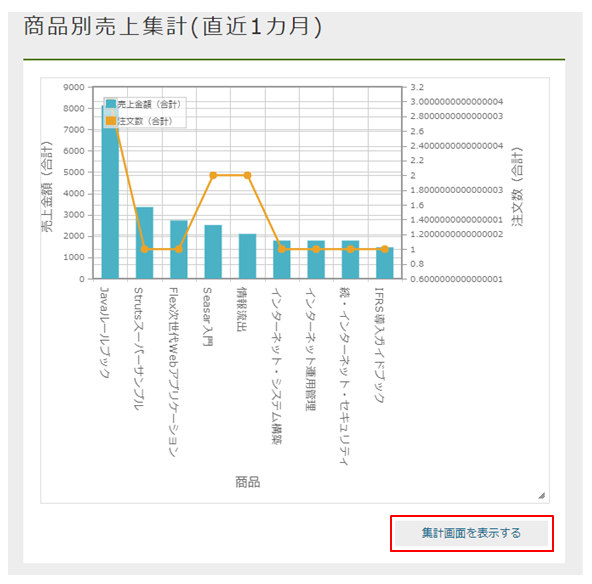 商品別売上集計(直近1カ月)
売上金額（合計）
注文数（合計）
9000
8000
7000
6000
5000
4000
3000
2000
1000
0
売上金額（合計）
3.2
3.0000000000000004
2.8000000000000003
2.6
2.4000000000000004
2.2
2
1.8000000000000003
1.6
1.4000000000000001
1.2000000000000002
1
0.8
0.6000000000000001
注文数（合計）
Javaルールブック
Strutsスーパーサンプル
Flex次世代Webアプリケーション
Seasar入門
情報流出
インターネット・システム構築
インターネット運用管理
続・インターネット・セキュリティ
IFRS導入ガイドブック
商品
集計画面を表示する